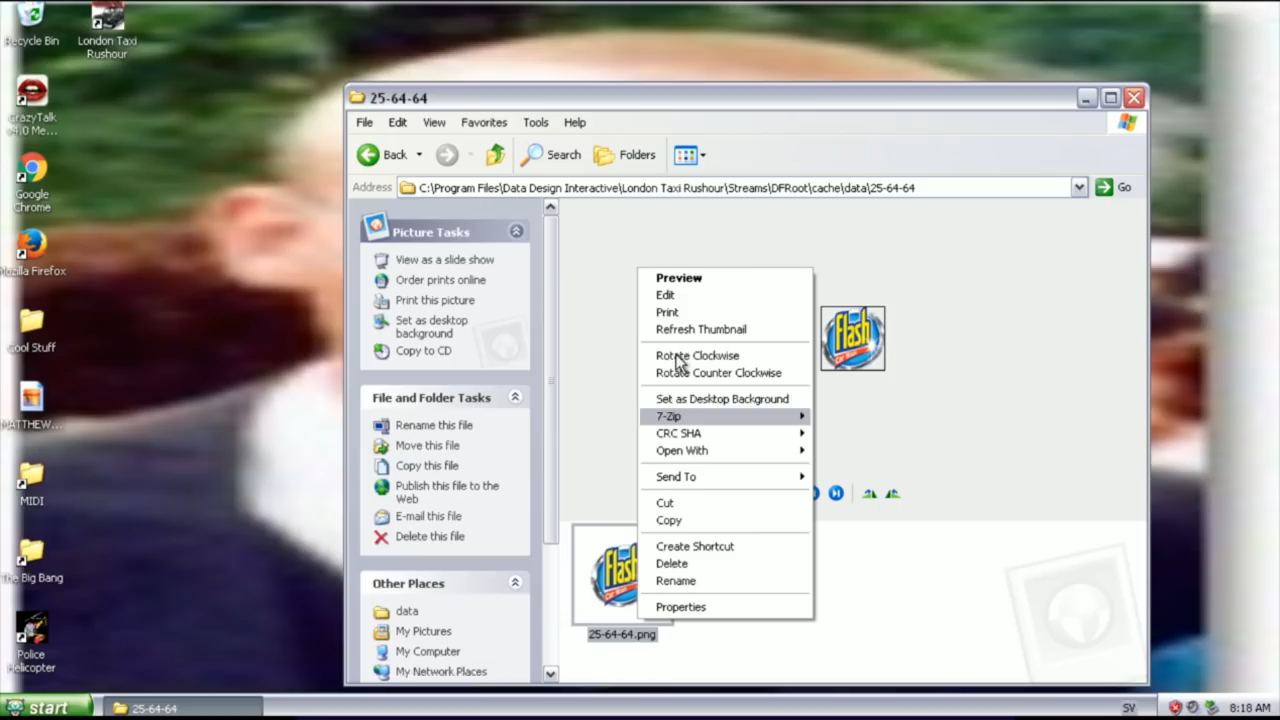 Recycle Bin
London Taxi
Rushour
CrazyTalk
v4.0 Me...
Google
Chrome
Mozilla Firefox
Cool Stuff
MATTHEW...
MIDI
The Big Bang
Police
Helicopter
25-64-64
File Edit View Favorites Tools Help
Back Search Folders
Address C:\Program Files\Data Design Interactive\London Taxi Rushour\Streams\DFRoot\cache\data\25-64-64 Go
Picture Tasks
View as a slide show
Order prints online
Print this picture
Set as desktop
background
Copy to CD
File and Folder Tasks
Rename this file
Move this file
Copy this file
Publish this file to the
Web
E-mail this file
Delete this file
Other Places
data
My Pictures
My Computer
My Network Places
Preview
Edit
Print
Refresh Thumbnail
Rotate Clockwise
Rotate Counter Clockwise
Set as Desktop Background
7-Zip
CRC SHA
Open With
Send To
Cut
Copy
Create Shortcut
Delete
Rename
Properties
Flash
Flash
25-64-64.png
start 25-64-64 SV 8:18 AM